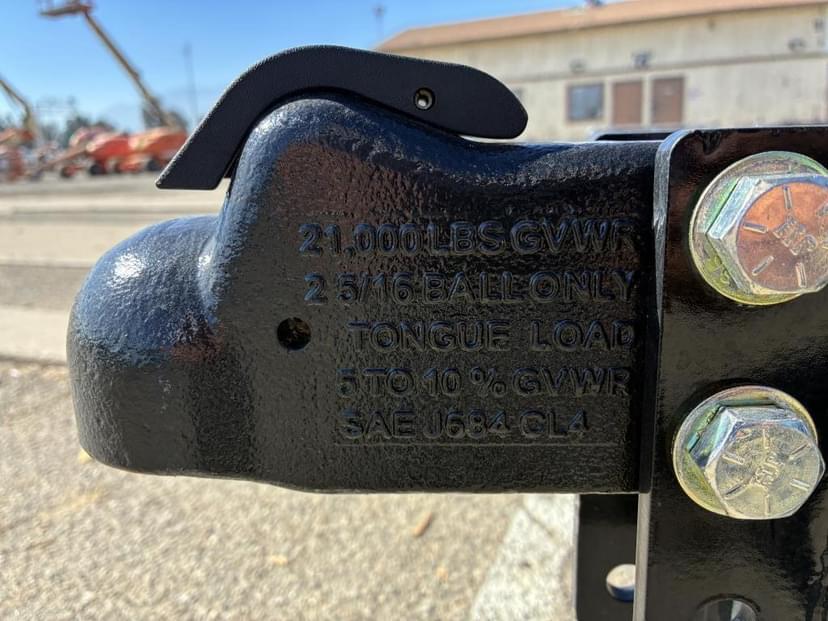 21,000 LBS GVWR
2 5/16 BALL ONLY
TONGUE LOAD
5 TO 10 % GVWR
SAE J684 CL4